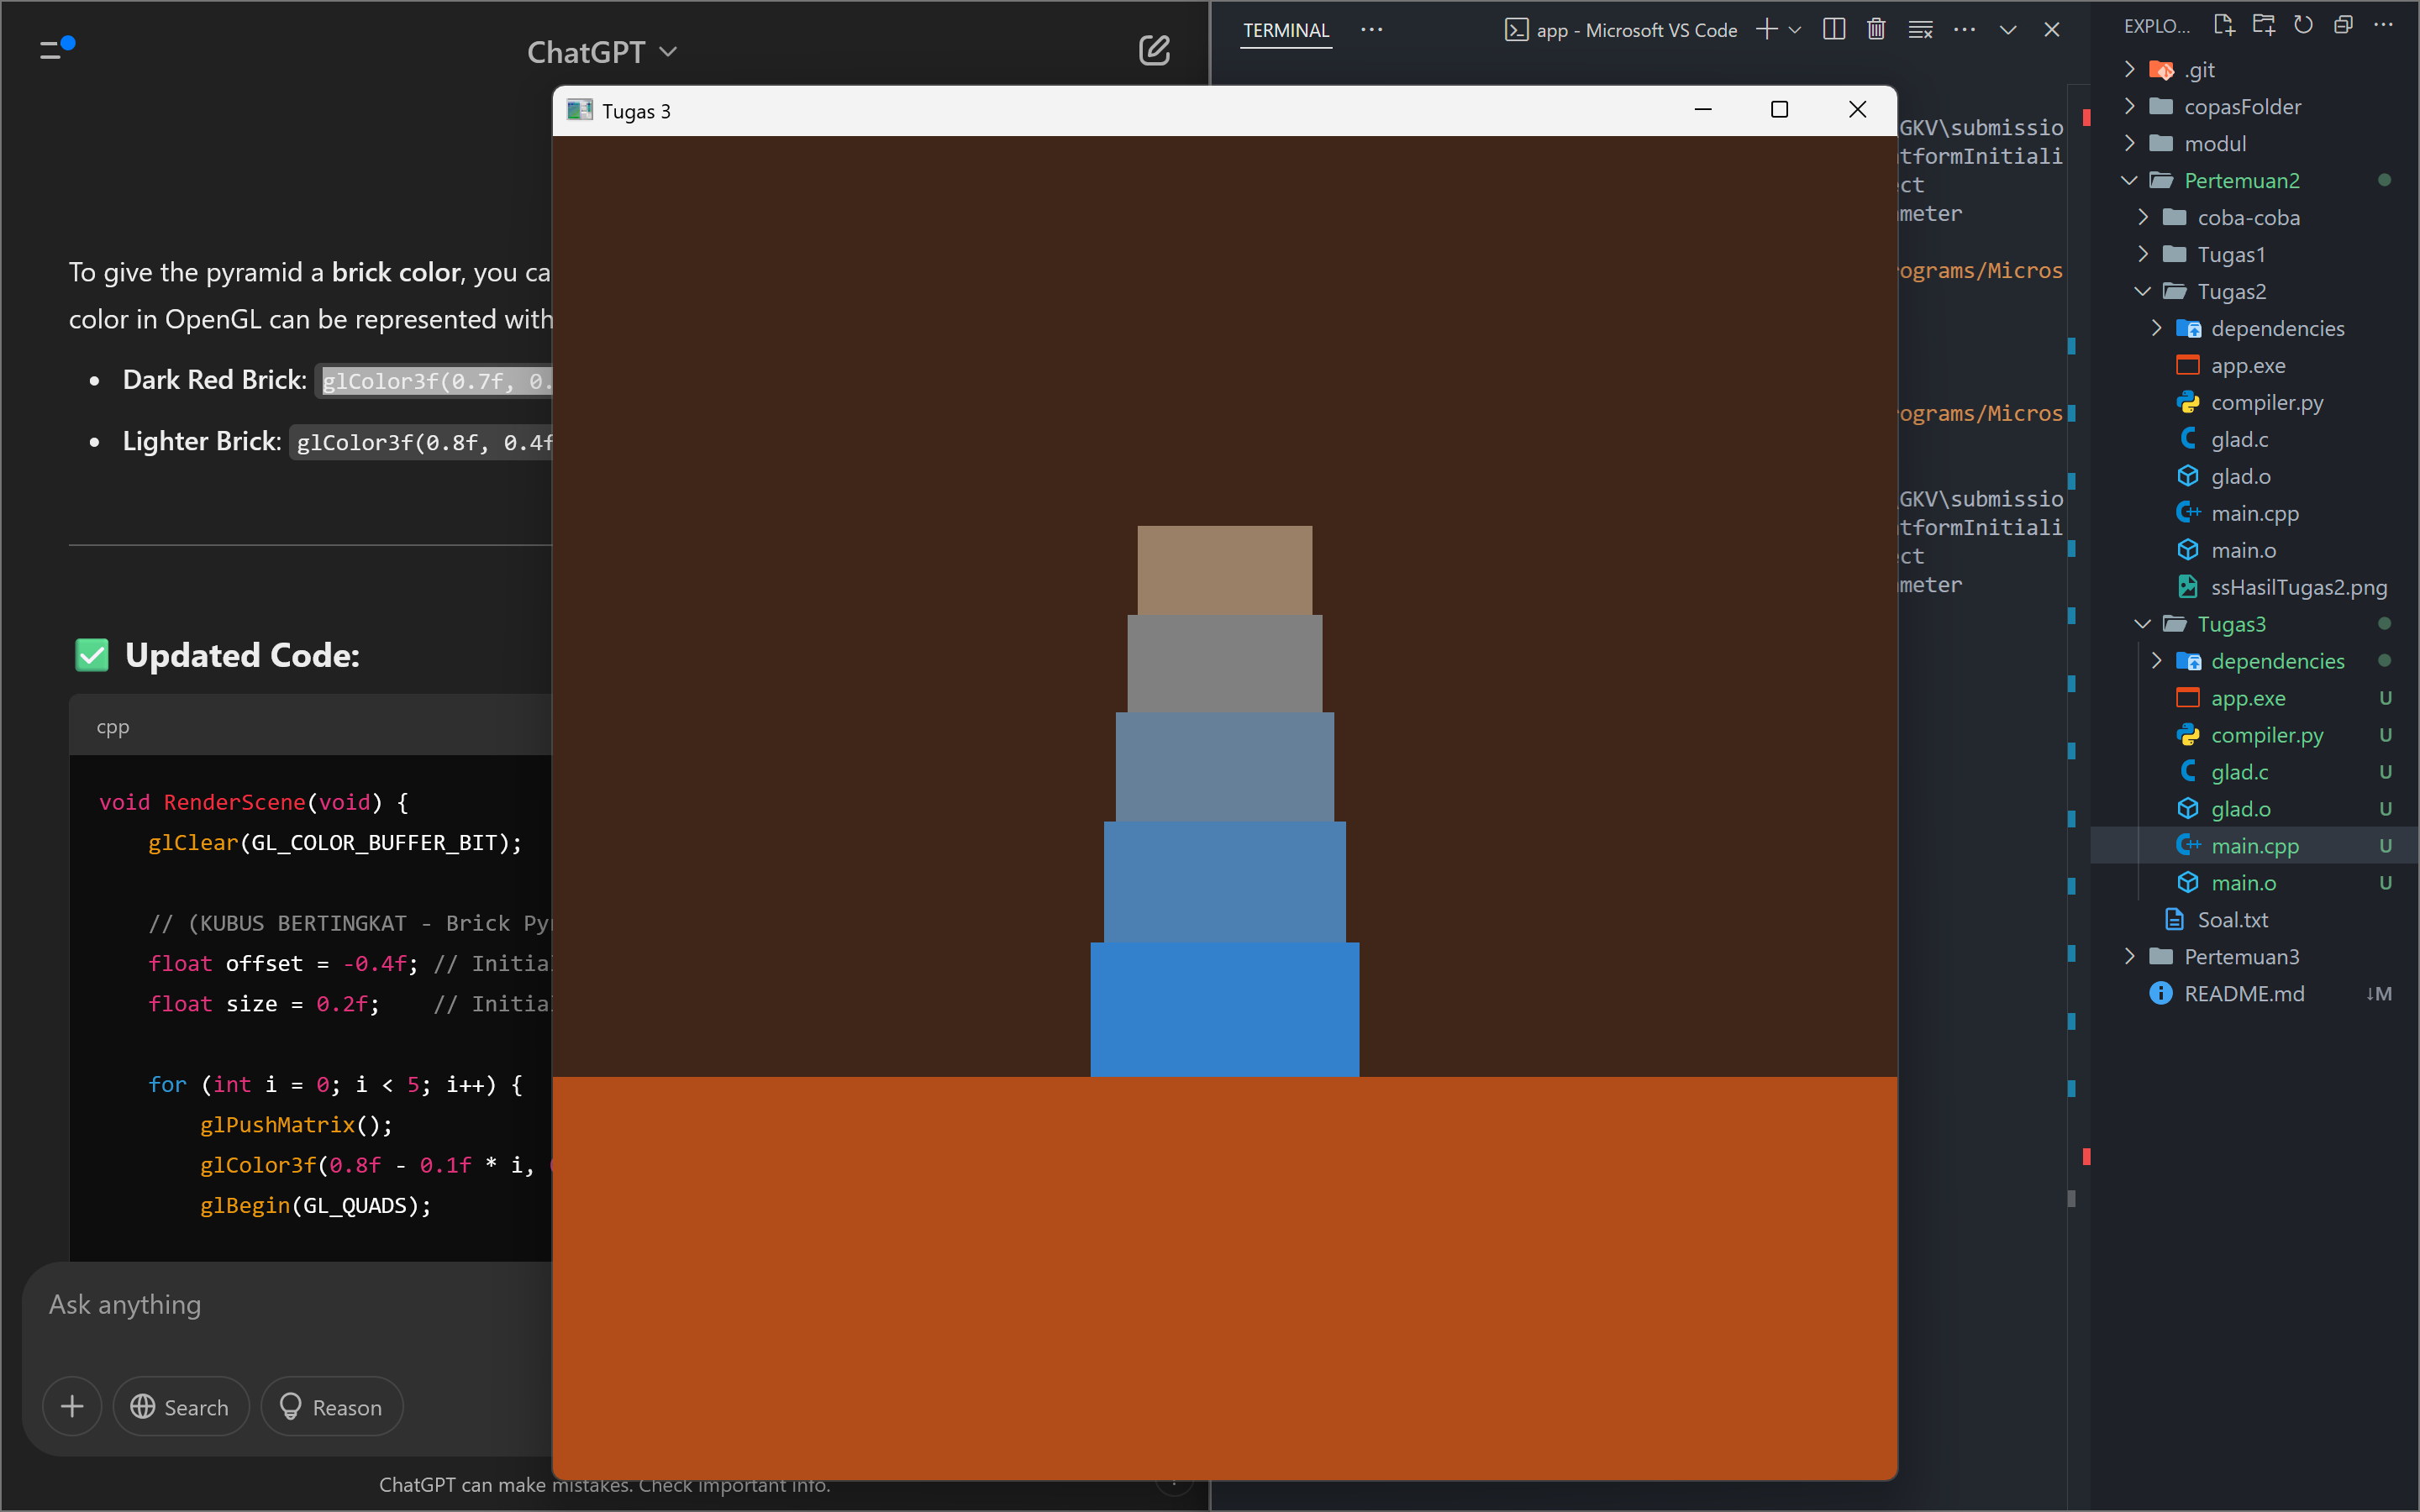 ChatGPT
To give the pyramid a brick color, you ca
color in OpenGL can be represented with
Dark Red Brick: glColor3f(0.7f, 0.
Lighter Brick: glColor3f(0.8f, 0.4f
Updated Code:
cpp
void RenderScene(void) {
glClear(GL_COLOR_BUFFER_BIT);
// (KUBUS BERTINGKAT - Brick Pyr
float offset = -0.4f; // Initia
float size = 0.2f;    // Initia
for (int i = 0; i < 5; i++) {
glPushMatrix();
glColor3f(0.8f - 0.1f * i,
glBegin(GL_QUADS);
Ask anything
Search
Reason
ChatGPT can make mistakes. Check important info.
Tugas 3
TERMINAL
app - Microsoft VS Code
GKV\submissio
tformInitiali
ct
meter
ograms/Micros
ograms/Micros
GKV\submissio
tformInitiali
ct
meter
EXPLO...
.git
copasFolder
modul
Pertemuan2
coba-coba
Tugas1
Tugas2
dependencies
app.exe
compiler.py
glad.c
glad.o
main.cpp
main.o
ssHasilTugas2.png
Tugas3
dependencies
app.exe U
compiler.py U
glad.c U
glad.o U
main.cpp U
main.o U
Soal.txt
Pertemuan3
README.md ↓M